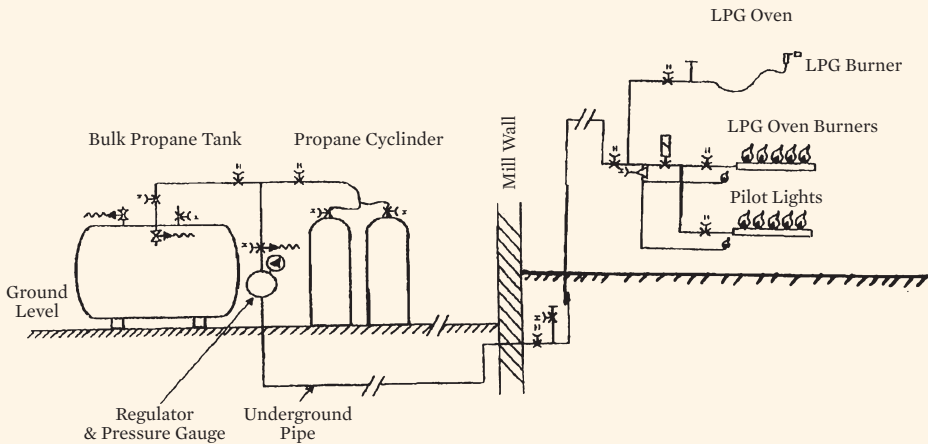 LPG Oven
LPG Burner
Bulk Propane Tank
Propane Cyclinder
Mill Wall
LPG Oven Burners
Pilot Lights
Ground
Level
Regulator
& Pressure Gauge
Underground
Pipe